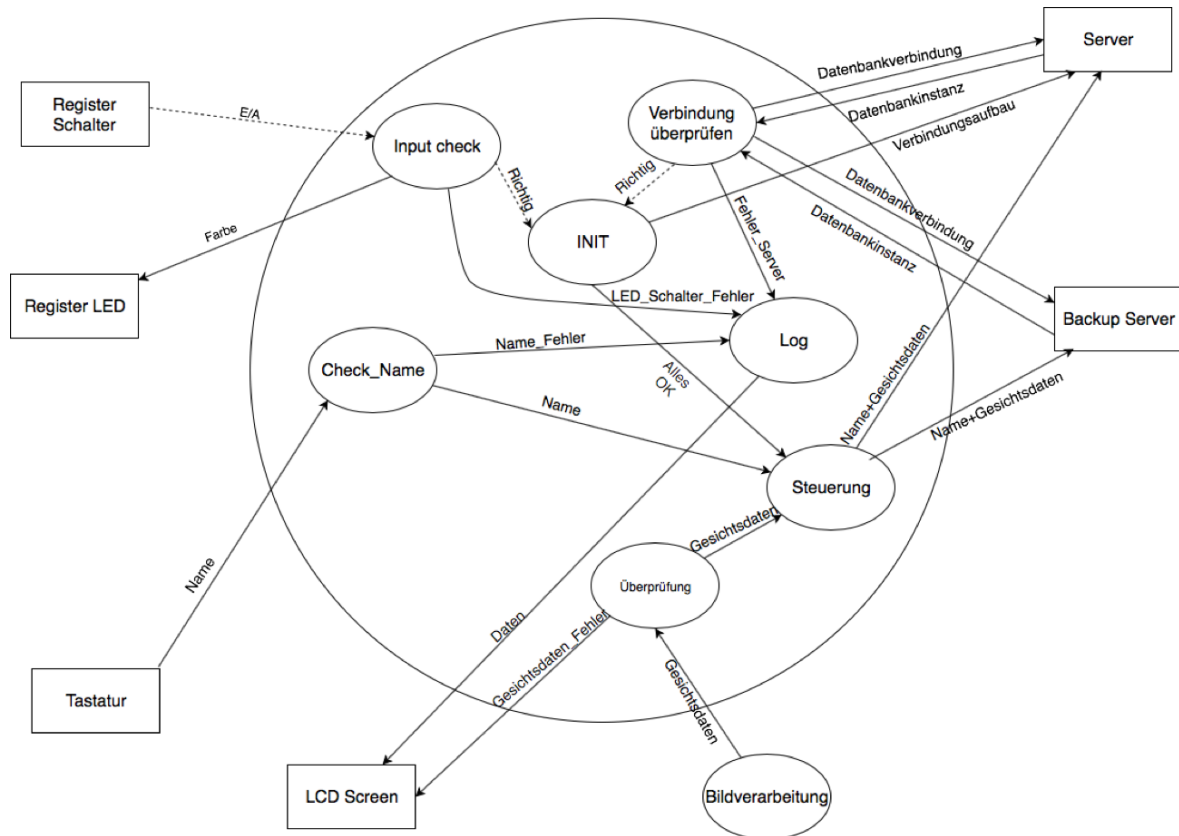 Server
Datenbankverbindung
Register
Schalter
E/A
Verbindung
überprüfen
Datenbankinstanz
Verbindungsaufbau
Input check
Richtig
Richtig
Datenbankverbindung
Farbe
INIT
Fehler_Server
Datenbankinstanz
Register LED
LED_Schalter_Fehler
Backup Server
Name_Fehler
Log
Check_Name
Alles
OK
Name+Gesichtsdaten
Name+Gesichtsdaten
Name
Steuerung
Gesichtsdaten
Name
Überprüfung
Daten
Gesichtsdaten_Fehler
Gesichtsdaten
Tastatur
LCD Screen
Bildverarbeitung